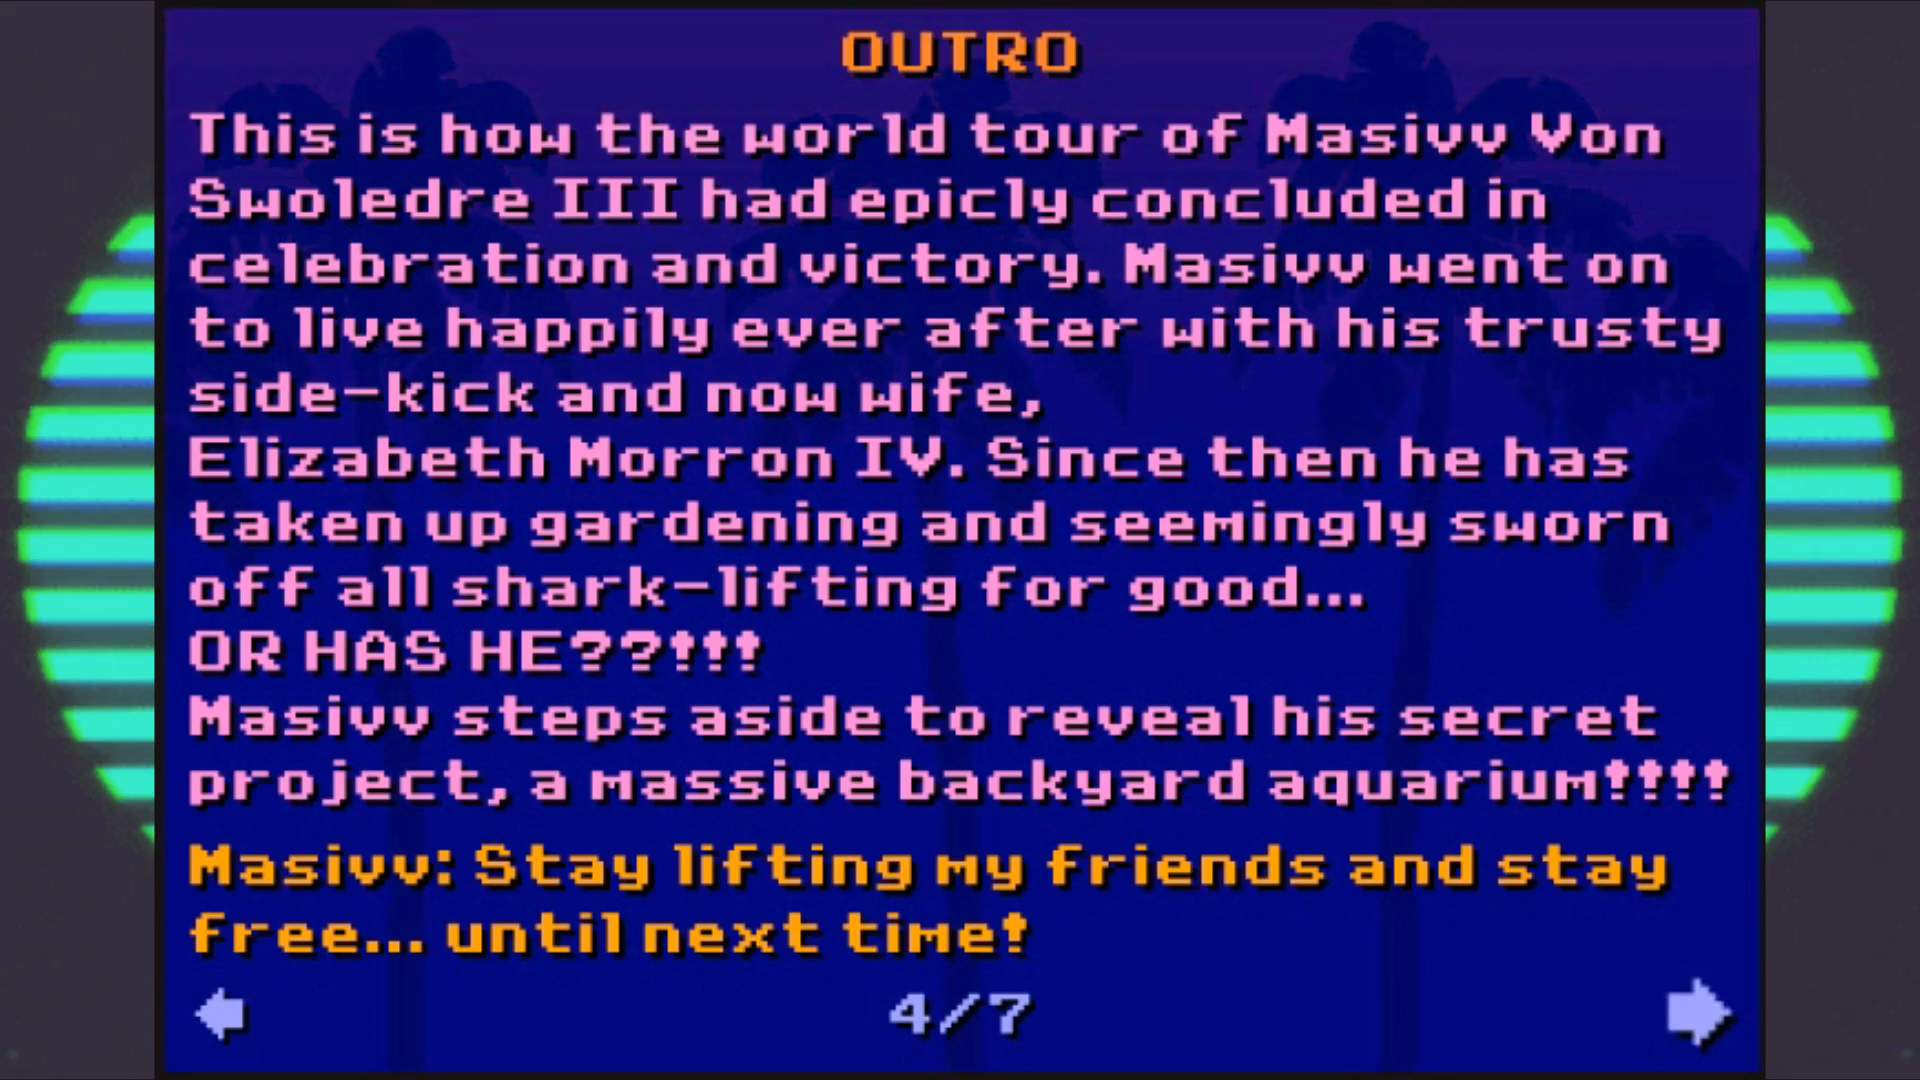 OUTRO
This is how the world tour of Masivv Von
Swoledre III had epicly concluded in
celebration and victory. Masivv went on
to live happily ever after with his trusty
side-kick and now wife,
Elizabeth Morron IV. Since then he has
taken up gardening and seemingly sworn
off all shark-lifting for good...
OR HAS HE??!!!
Masivv steps aside to reveal his secret
project, a massive backyard aquarium!!!!
Masivv: Stay lifting my friends and stay
free... until next time!
4/7